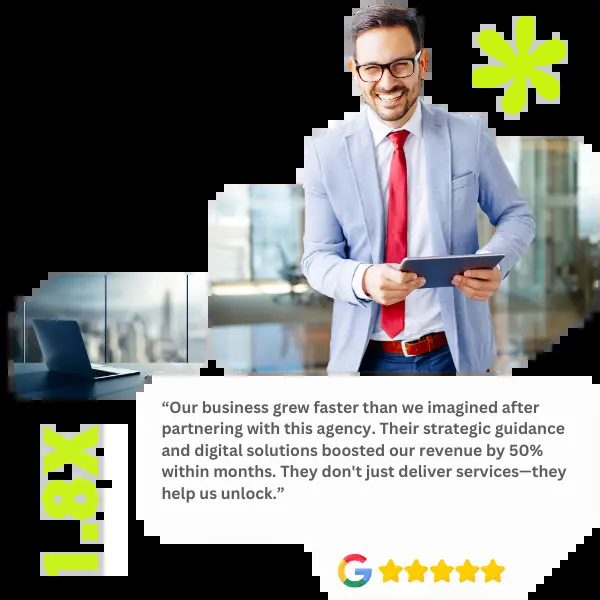 “Our business grew faster than we imagined after
partnering with this agency. Their strategic guidance
and digital solutions boosted our revenue by 50%
within months. They don't just deliver services—they
help us unlock.”
1.8X
G